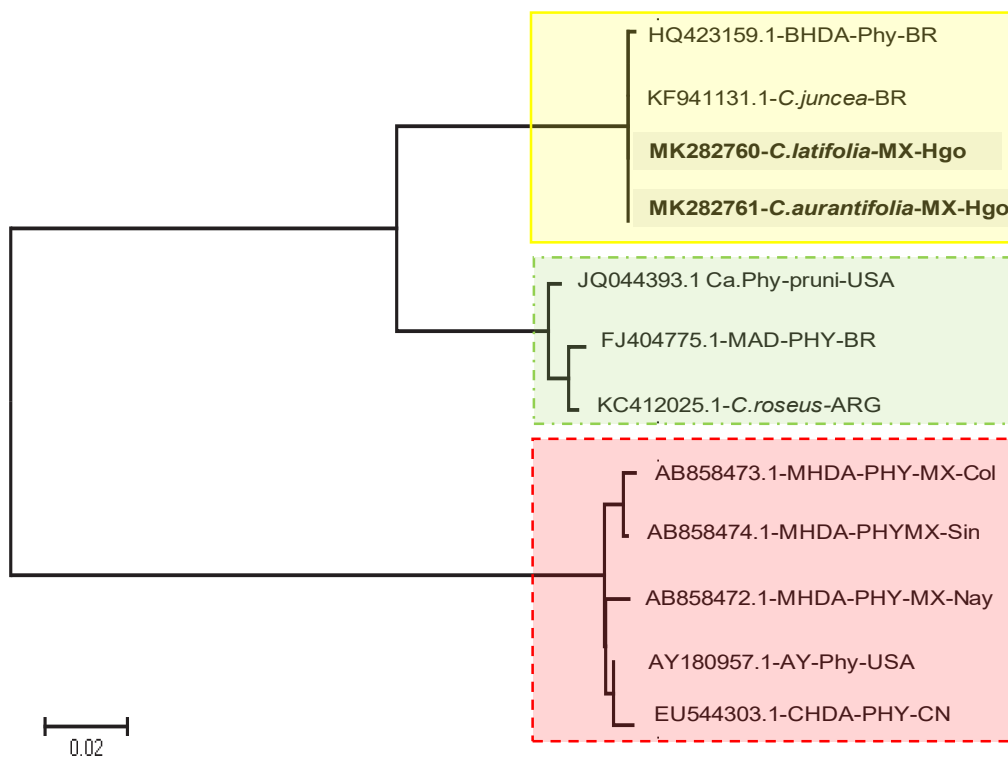 HQ423159.1-BHDA-Phy-BR
KF941131.1-C.juncea-BR
MK282760-C.latifolia-MX-Hgo
MK282761-C.aurantifolia-MX-Hgo
JQ044393.1 Ca.Phy-pruni-USA
FJ404775.1-MAD-PHY-BR
KC412025.1-C.roseus-ARG
AB858473.1-MHDA-PHY-MX-Col
AB858474.1-MHDA-PHYMX-Sin
AB858472.1-MHDA-PHY-MX-Nay
AY180957.1-AY-Phy-USA
EU544303.1-CHDA-PHY-CN
0.02